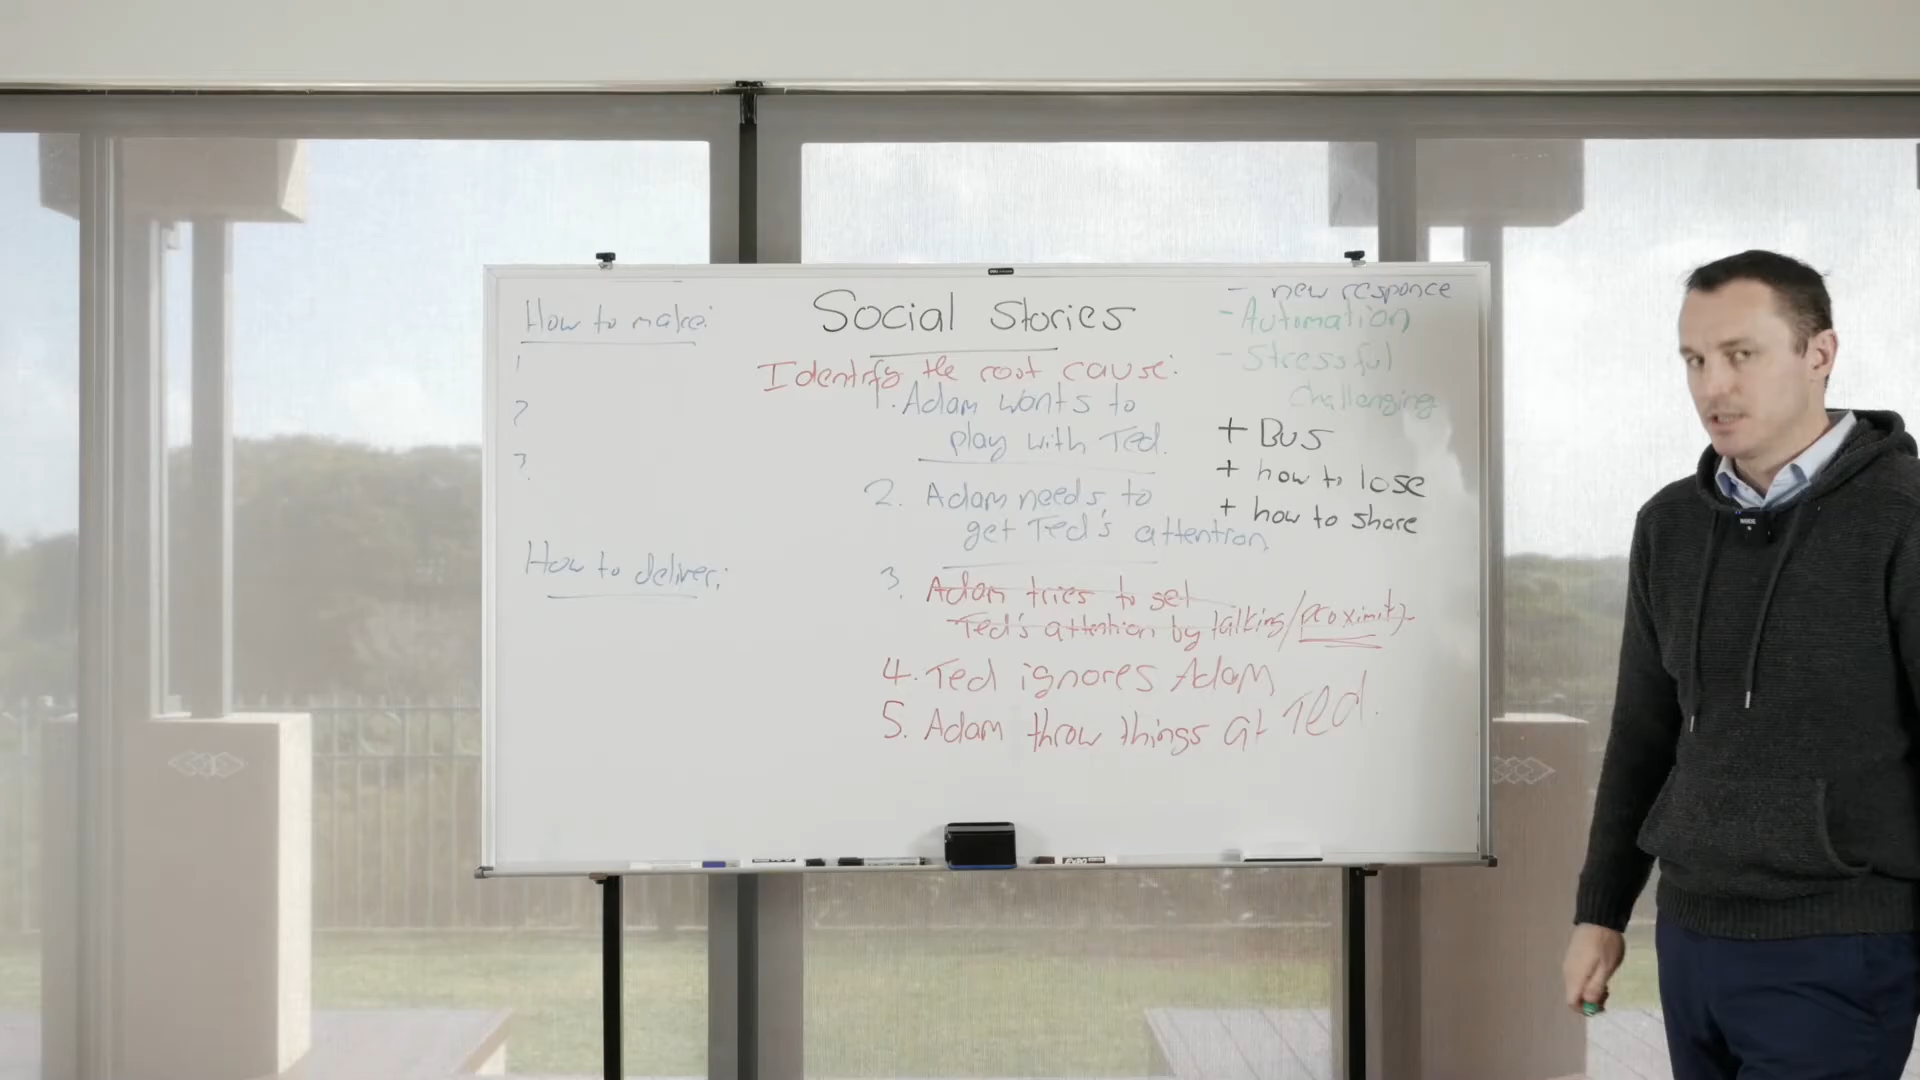 How to make:
1
2
3
How to deliver:
Social Stories
Identify the root cause:
1. Adam wants to
play with Ted.
2. Adam needs to
get Ted's attention
3. Adam tries to get
Ted's attention by talking/proximity
4. Ted ignores Adam
5. Adam throw things at Ted.
- new responce
- Automation
- Stressful
challenging
+ Bus
+ how to lose
+ how to share
EXPO